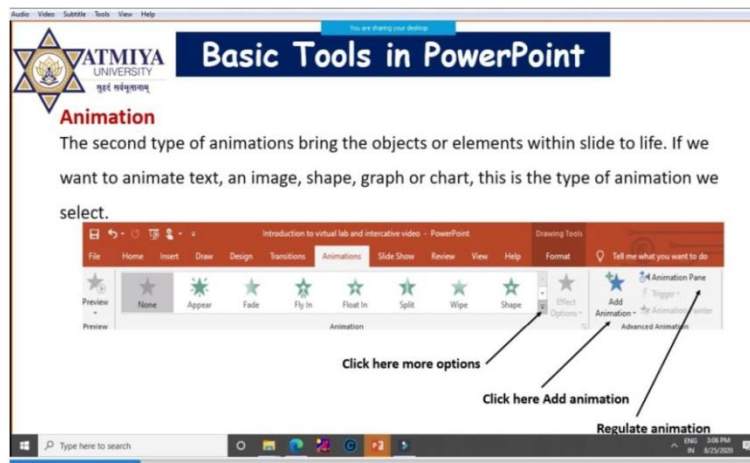 Audio Video Subtitle Tools View Help
You are sharing your desktop
ATMIYA
UNIVERSITY
सुहृदं सर्वभूतानाम्
Basic Tools in PowerPoint
Animation
The second type of animations bring the objects or elements within slide to life. If we
want to animate text, an image, shape, graph or chart, this is the type of animation we
select.
Introduction to virtual lab and intercative video - PowerPoint
Drawing Tools
File Home Insert Draw Design Transitions Animations Slide Show Review View Help Format Tell me what you want to do
Preview None Appear Fade Fly In Float In Split Wipe Shape Effect
Options
Add
Animation
Animation Pane
Trigger
Animation Painter
Preview Animation Advanced Animation
Click here more options
Click here Add animation
Regulate animation
Type here to search
ENG 3:06 PM
IN 8/25/2020